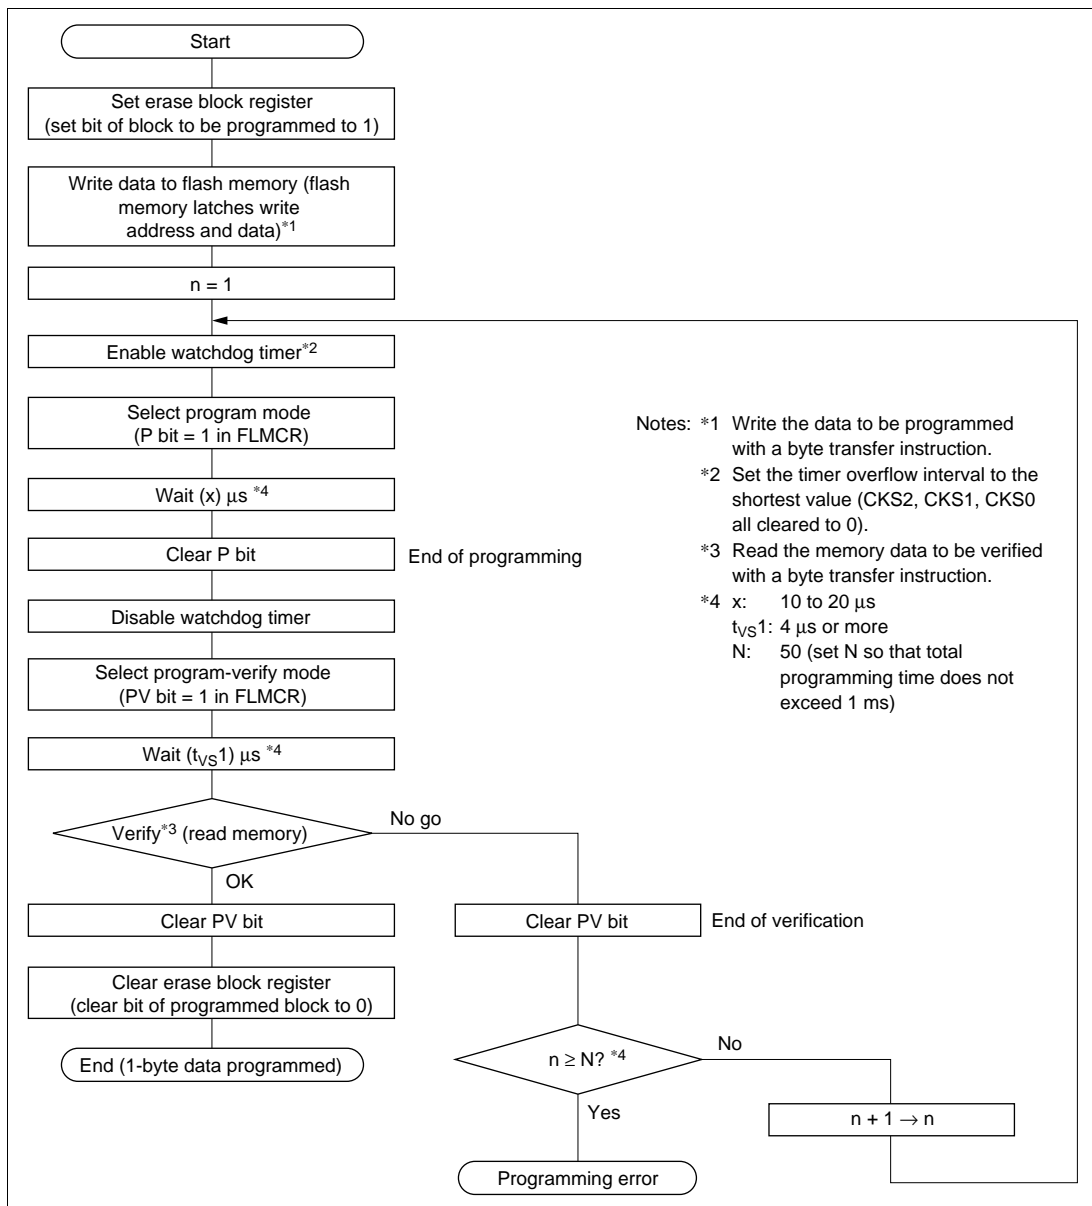 Start
Set erase block register
(set bit of block to be programmed to 1)
Write data to flash memory (flash
memory latches write
address and data)*1
n = 1
Enable watchdog timer*2
Select program mode
(P bit = 1 in FLMCR)
Wait (x) μs *4
Clear P bit
End of programming
Disable watchdog timer
Select program-verify mode
(PV bit = 1 in FLMCR)
Wait (tVS1) μs *4
Verify*3 (read memory)
No go
OK
Clear PV bit
Clear erase block register
(clear bit of programmed block to 0)
End (1-byte data programmed)
Clear PV bit
End of verification
n ≥ N? *4
No
Yes
n + 1 → n
Programming error
Notes: *1 Write the data to be programmed
with a byte transfer instruction.
*2 Set the timer overflow interval to the
shortest value (CKS2, CKS1, CKS0
all cleared to 0).
*3 Read the memory data to be verified
with a byte transfer instruction.
*4 x: 10 to 20 μs
tVS1: 4 μs or more
N: 50 (set N so that total
programming time does not
exceed 1 ms)